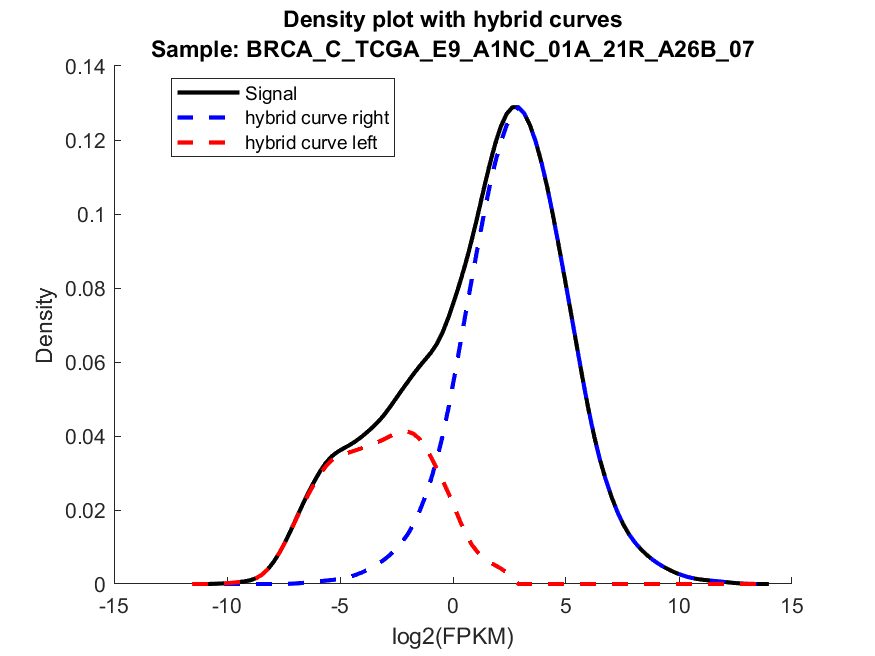 Density plot with hybrid curves
Sample: BRCA_C_TCGA_E9_A1NC_01A_21R_A26B_07
Signal
hybrid curve right
hybrid curve left
0.14
0.12
0.1
0.08
0.06
0.04
0.02
0
Density
-15 -10 -5 0 5 10 15
log2(FPKM)